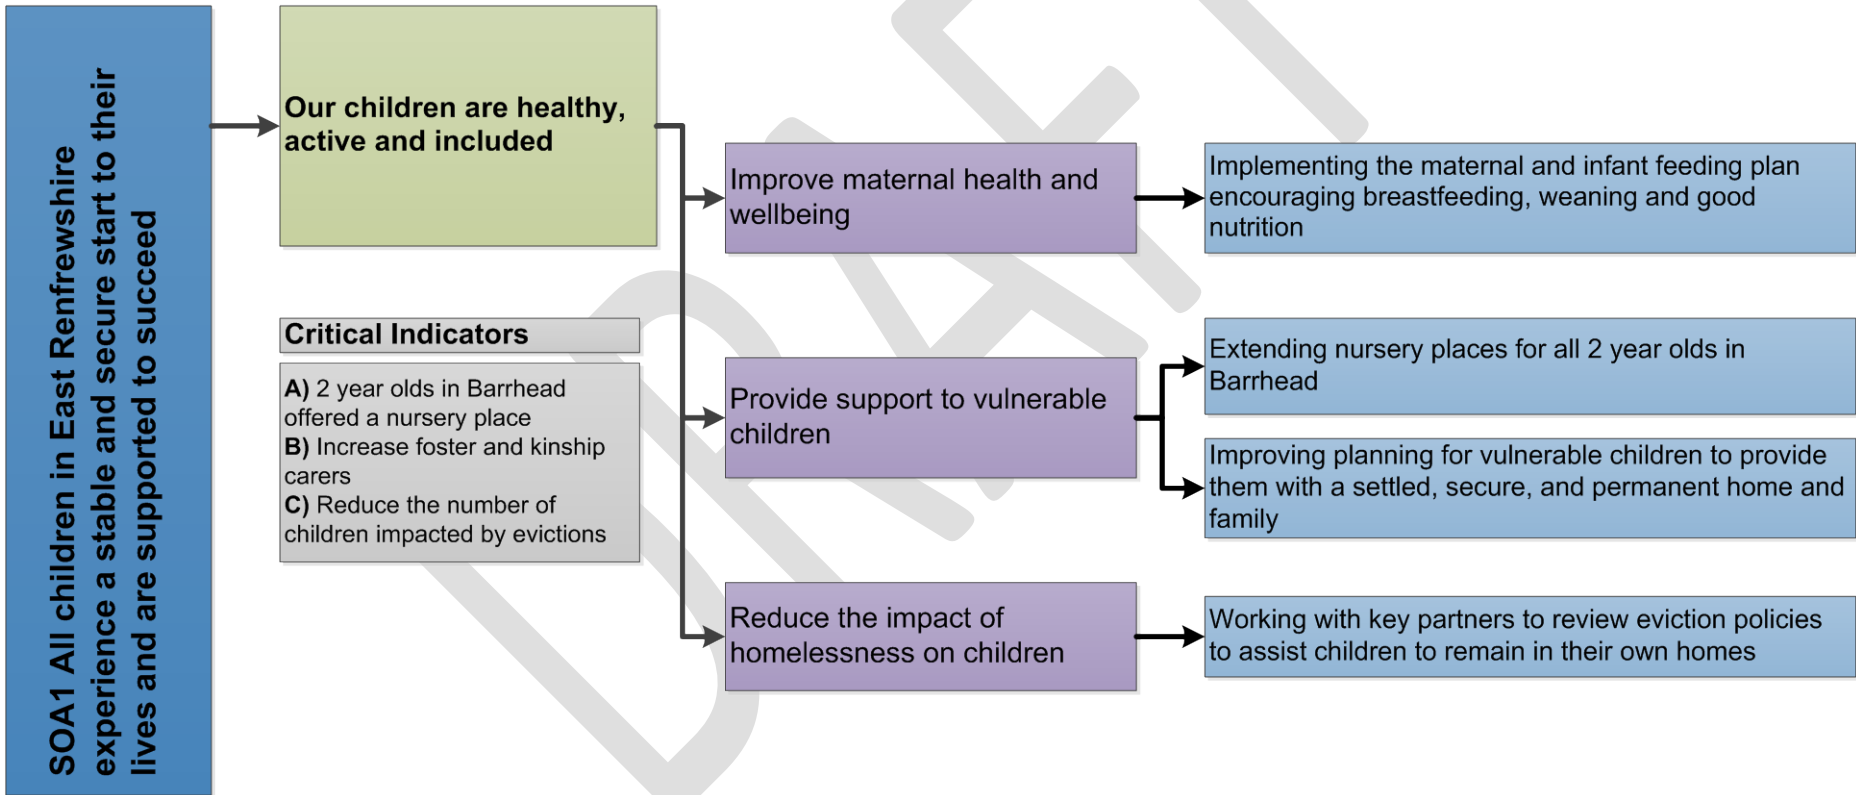 SOA1 All children in East Renfrewshire
experience a stable and secure start to their
lives and are supported to succeed
Our children are healthy,
active and included
Critical Indicators
A) 2 year olds in Barrhead
offered a nursery place
B) Increase foster and kinship
carers
C) Reduce the number of
children impacted by evictions
Improve maternal health and
wellbeing
Provide support to vulnerable
children
Reduce the impact of
homelessness on children
Implementing the maternal and infant feeding plan
encouraging breastfeeding, weaning and good
nutrition
Extending nursery places for all 2 year olds in
Barrhead
Improving planning for vulnerable children to provide
them with a settled, secure, and permanent home and
family
Working with key partners to review eviction policies
to assist children to remain in their own homes
DRAFT